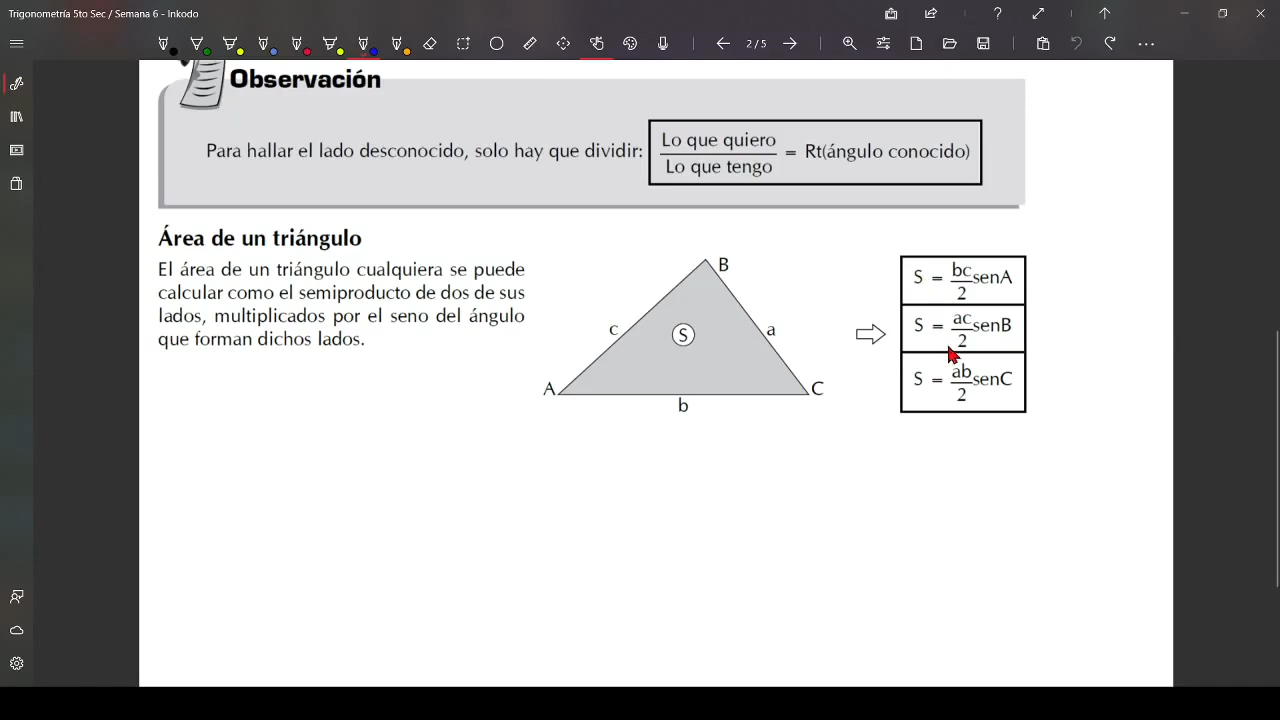 Trigonometría 5to Sec / Semana 6 - Inkodo
2/5
Observación
Para hallar el lado desconocido, solo hay que dividir:
Lo que quiero
Lo que tengo
= Rt(ángulo conocido)
Área de un triángulo
El área de un triángulo cualquiera se puede
calcular como el semiproducto de dos de sus
lados, multiplicados por el seno del ángulo
que forman dichos lados.
B
c
S
a
A
C
b
S = bc/2 senA
S = ac/2 senB
S = ab/2 senC